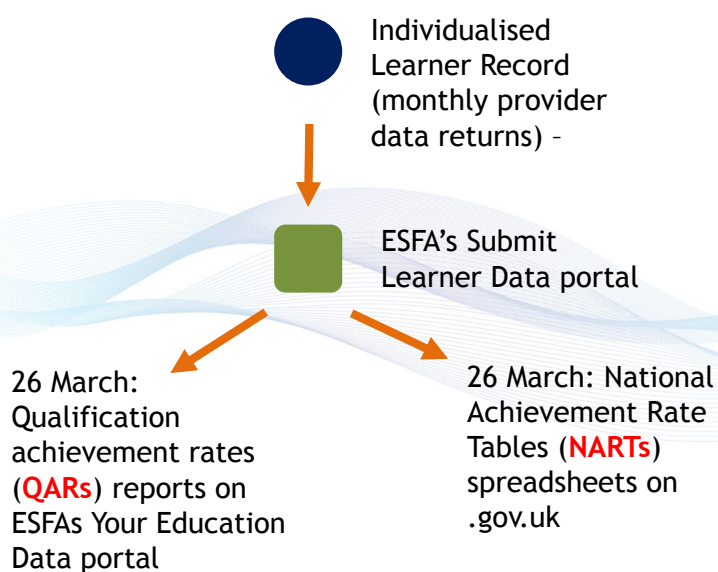 Individualised
Learner Record
(monthly provider
data returns) –
ESFA's Submit
Learner Data portal
26 March:
Qualification
achievement rates
(QARs) reports on
ESFAs Your Education
Data portal
26 March: National
Achievement Rate
Tables (NARTs)
spreadsheets on
.gov.uk